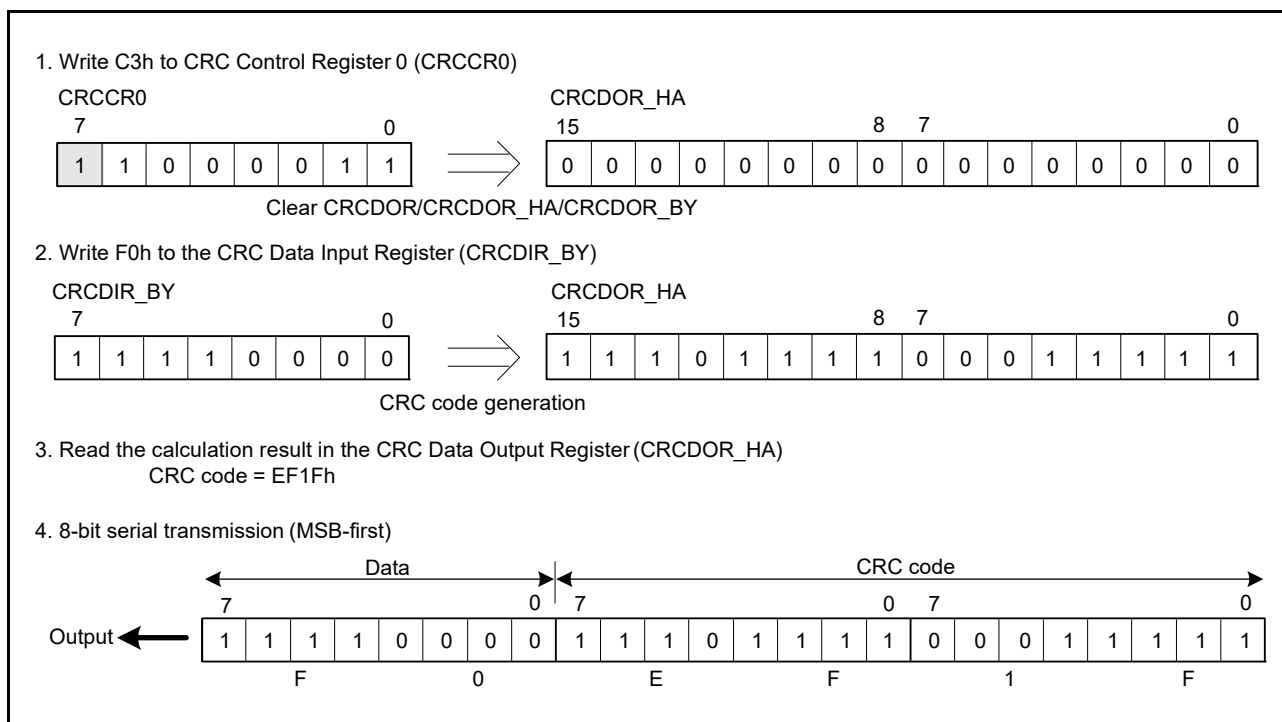 1. Write C3h to CRC Control Register 0 (CRCCR0)
CRCCR0 CRCDOR_HA
7 0 15 8 7 0
1 1 0 0 0 0 1 1 0 0 0 0 0 0 0 0 0 0 0 0 0 0 0 0
Clear CRCDOR/CRCDOR_HA/CRCDOR_BY
2. Write F0h to the CRC Data Input Register (CRCDIR_BY)
CRCDIR_BY CRCDOR_HA
7 0 15 8 7 0
1 1 1 1 0 0 0 0 1 1 1 0 1 1 1 1 0 0 0 1 1 1 1 1
CRC code generation
3. Read the calculation result in the CRC Data Output Register (CRCDOR_HA)
CRC code = EF1Fh
4. 8-bit serial transmission (MSB-first)
Data CRC code
7 0 7 0 7 0
Output 1 1 1 1 0 0 0 0 1 1 1 0 1 1 1 1 0 0 0 1 1 1 1 1
F 0 E F 1 F